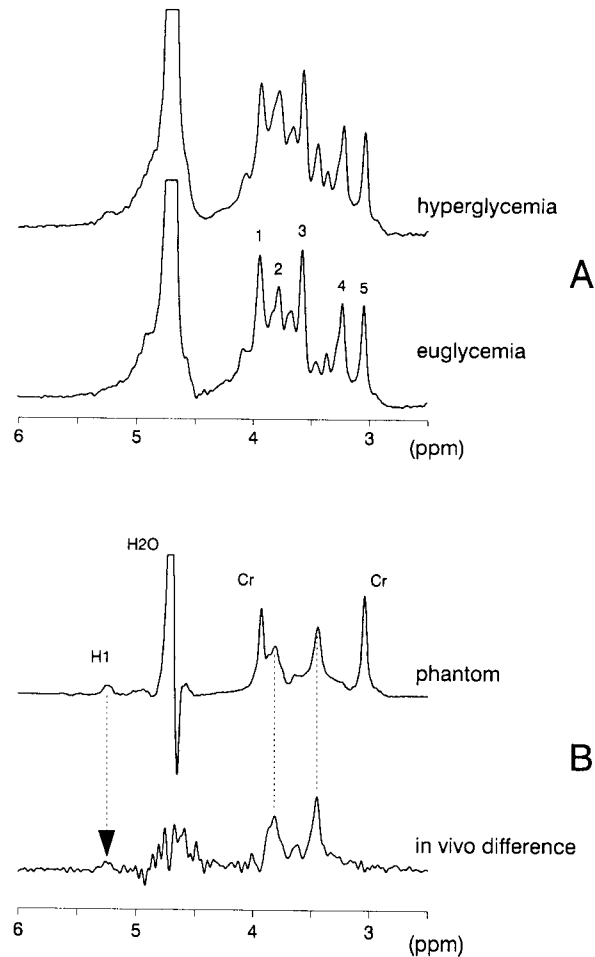 hyperglycemia
A
1
2
3
4
5
euglycemia
6 5 4 3
(ppm)
H2O
Cr
Cr
H1
phantom
B
in vivo difference
6 5 4 3
(ppm)